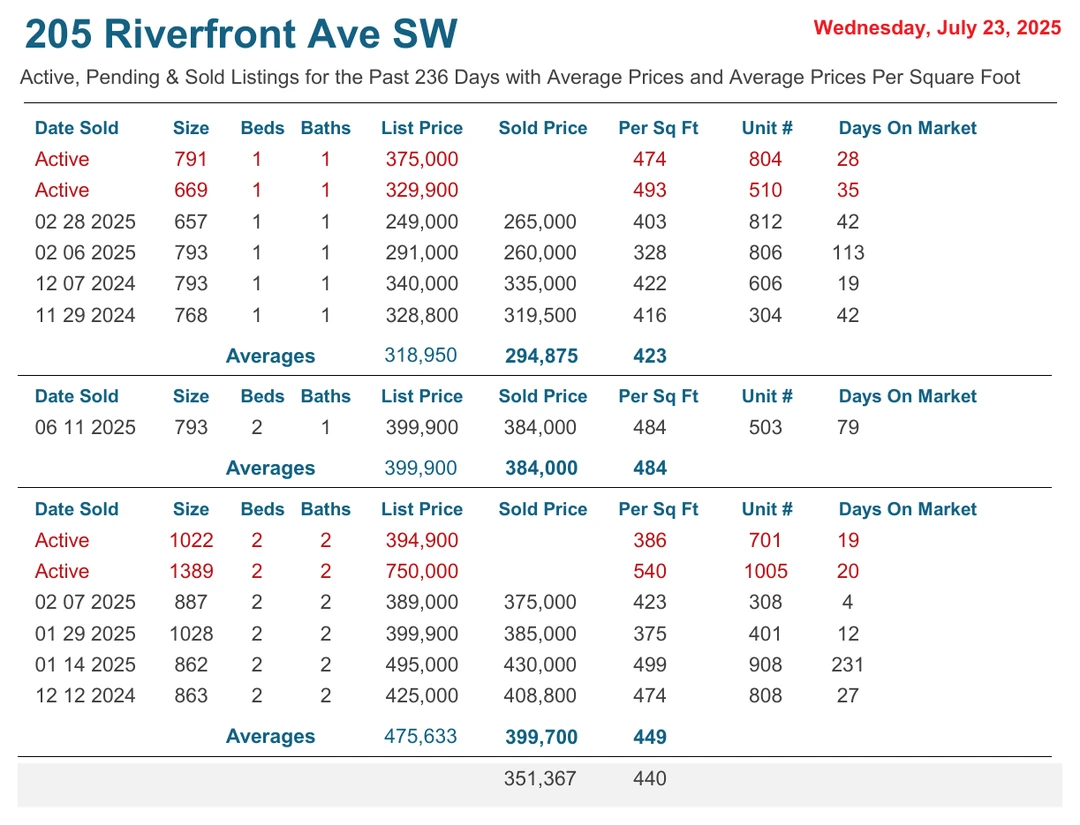 205 Riverfront Ave SW
Wednesday, July 23, 2025
Active, Pending & Sold Listings for the Past 236 Days with Average Prices and Average Prices Per Square Foot
Date Sold Size Beds Baths List Price Sold Price Per Sq Ft Unit # Days On Market
Active 791 1 1 375,000 474 804 28
Active 669 1 1 329,900 493 510 35
02 28 2025 657 1 1 249,000 265,000 403 812 42
02 06 2025 793 1 1 291,000 260,000 328 806 113
12 07 2024 793 1 1 340,000 335,000 422 606 19
11 29 2024 768 1 1 328,800 319,500 416 304 42
Averages 318,950 294,875 423
Date Sold Size Beds Baths List Price Sold Price Per Sq Ft Unit # Days On Market
06 11 2025 793 2 1 399,900 384,000 484 503 79
Averages 399,900 384,000 484
Date Sold Size Beds Baths List Price Sold Price Per Sq Ft Unit # Days On Market
Active 1022 2 2 394,900 386 701 19
Active 1389 2 2 750,000 540 1005 20
02 07 2025 887 2 2 389,000 375,000 423 308 4
01 29 2025 1028 2 2 399,900 385,000 375 401 12
01 14 2025 862 2 2 495,000 430,000 499 908 231
12 12 2024 863 2 2 425,000 408,800 474 808 27
Averages 475,633 399,700 449
351,367 440